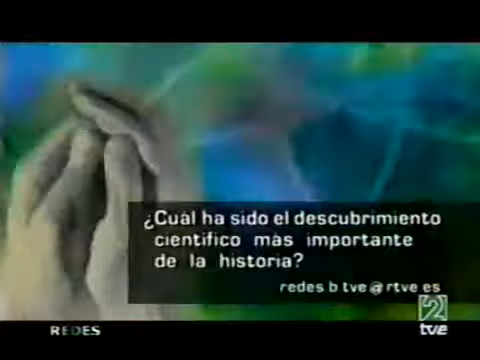 ¿Cuál ha sido el descubrimiento
científico más importante
de la historia?
redes.b.tve@rtve.es
2
tve
REDES